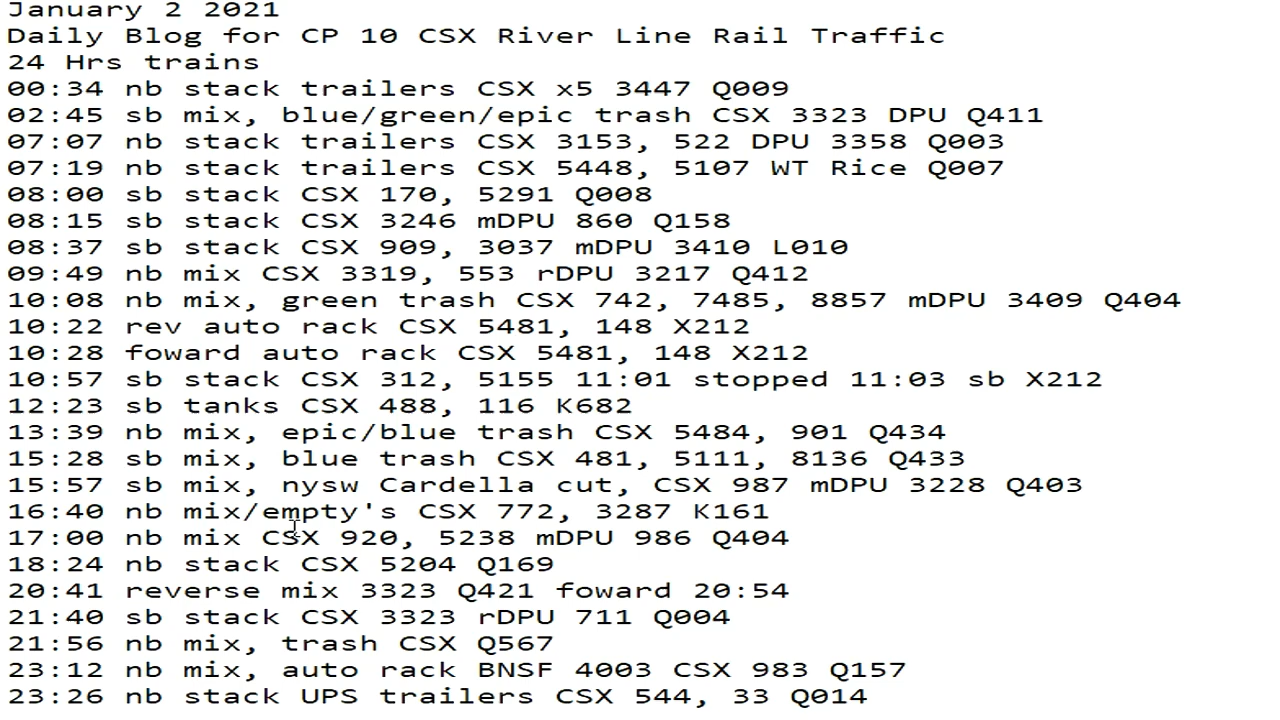 January 2 2021
Daily Blog for CP 10 CSX River Line Rail Traffic
24 Hrs trains
00:34 nb stack trailers CSX x5 3447 Q009
02:45 sb mix, blue/green/epic trash CSX 3323 DPU Q411
07:07 nb stack trailers CSX 3153, 522 DPU 3358 Q003
07:19 nb stack trailers CSX 5448, 5107 WT Rice Q007
08:00 sb stack CSX 170, 5291 Q008
08:15 sb stack CSX 3246 mDPU 860 Q158
08:37 sb stack CSX 909, 3037 mDPU 3410 L010
09:49 nb mix CSX 3319, 553 rDPU 3217 Q412
10:08 nb mix, green trash CSX 742, 7485, 8857 mDPU 3409 Q404
10:22 rev auto rack CSX 5481, 148 X212
10:28 foward auto rack CSX 5481, 148 X212
10:57 sb stack CSX 312, 5155 11:01 stopped 11:03 sb X212
12:23 sb tanks CSX 488, 116 K682
13:39 nb mix, epic/blue trash CSX 5484, 901 Q434
15:28 sb mix, blue trash CSX 481, 5111, 8136 Q433
15:57 sb mix, nysw Cardella cut, CSX 987 mDPU 3228 Q403
16:40 nb mix/empty's CSX 772, 3287 K161
17:00 nb mix CSX 920, 5238 mDPU 986 Q404
18:24 nb stack CSX 5204 Q169
20:41 reverse mix 3323 Q421 foward 20:54
21:40 sb stack CSX 3323 rDPU 711 Q004
21:56 nb mix, trash CSX Q567
23:12 nb mix, auto rack BNSF 4003 CSX 983 Q157
23:26 nb stack UPS trailers CSX 544, 33 Q014